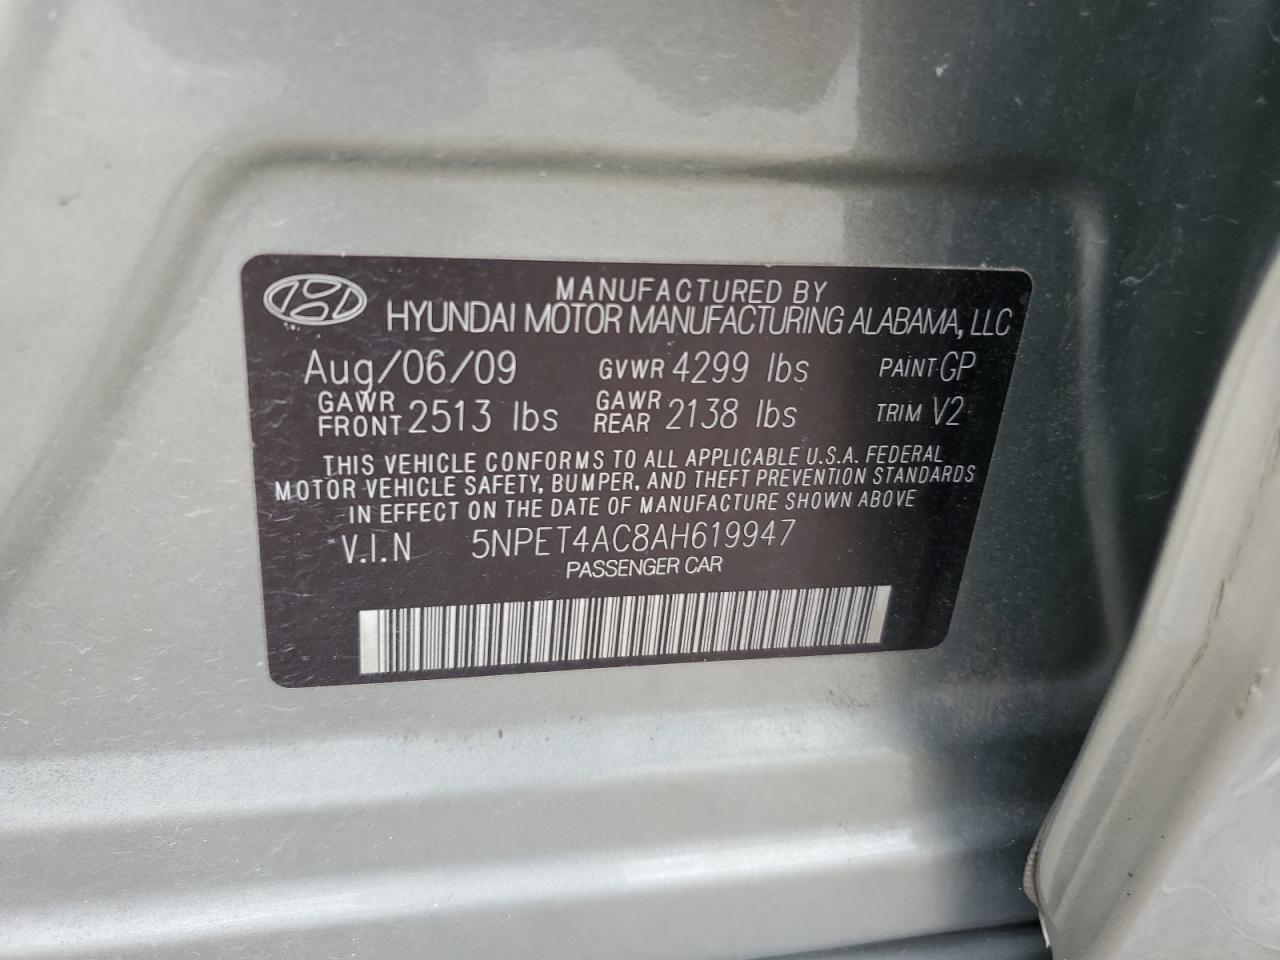 MANUFACTURED BY
HYUNDAI MOTOR MANUFACTURING ALABAMA, LLC
Aug/06/09 GVWR 4299 lbs PAINT GP
GAWR FRONT 2513 lbs GAWR REAR 2138 lbs TRIM V2
THIS VEHICLE CONFORMS TO ALL APPLICABLE U.S.A. FEDERAL
MOTOR VEHICLE SAFETY, BUMPER, AND THEFT PREVENTION STANDARDS
IN EFFECT ON THE DATE OF MANUFACTURE SHOWN ABOVE
V.I.N 5NPET4AC8AH619947
PASSENGER CAR